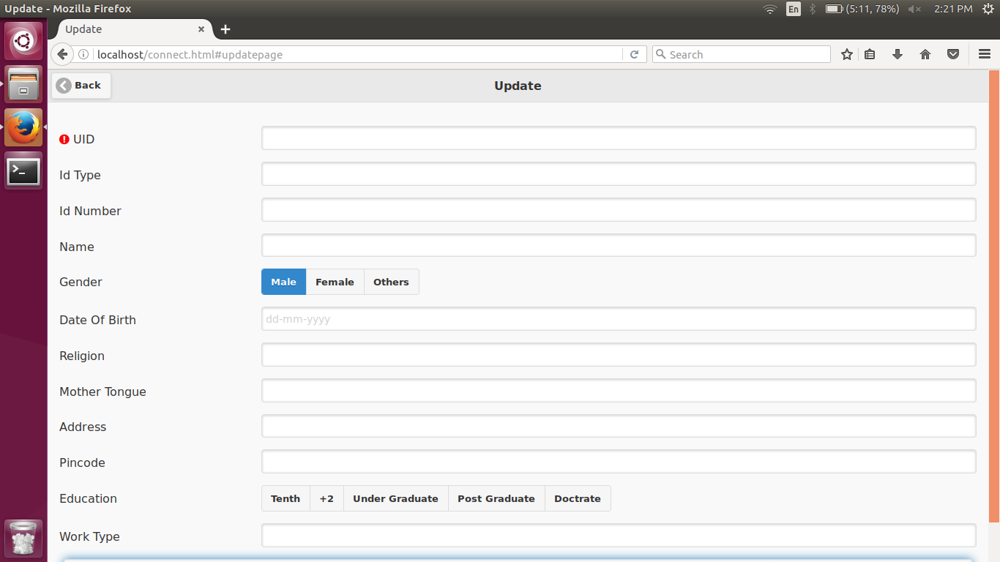 Update - Mozilla Firefox
En
(5:11, 78%)
2:21 PM
Update
localhost/connect.html#updatepage
Search
Back
Update
UID
Id Type
Id Number
Name
Gender
Male Female Others
Date Of Birth
dd-mm-yyyy
Religion
Mother Tongue
Address
Pincode
Education
Tenth +2 Under Graduate Post Graduate Doctrate
Work Type